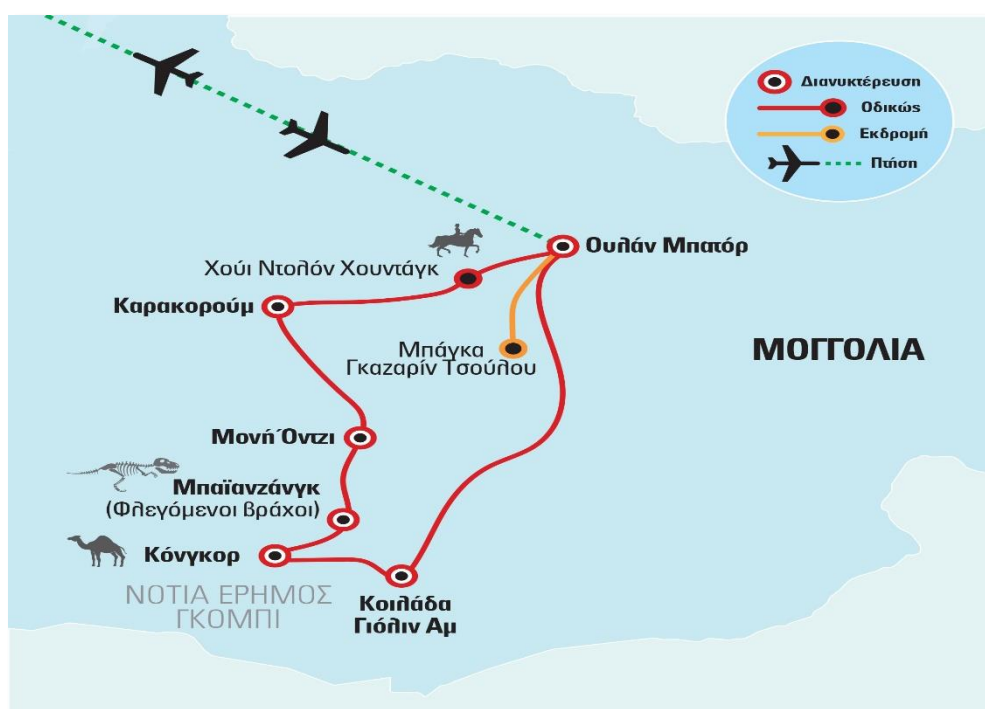 Διανυκτέρευση
Οδικώς
Εκδρομή
Πτήση
Ουλάν Μπατόρ
Χούι Ντολόν Χουντάγκ
Καρακορούμ
Μπάγκα
Γκαζαρίν Τσούλου
ΜΟΓΓΟΛΙΑ
Μονή Όντζι
Μπαϊανζάνγκ
(Φλεγόμενοι βράχοι)
Κόνγκορ
ΝΟΤΙΑ ΕΡΗΜΟΣ
ΓΚΟΜΠΙ
Κοιλάδα
Γιόλιν Αμ